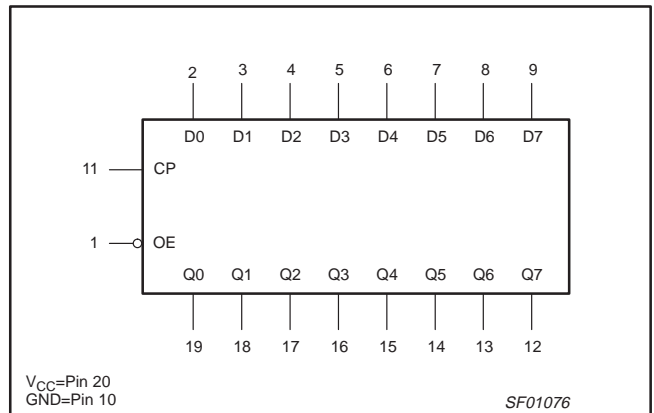 2 3 4 5 6 7 8 9
D0 D1 D2 D3 D4 D5 D6 D7
11 CP
1 OE
Q0 Q1 Q2 Q3 Q4 Q5 Q6 Q7
19 18 17 16 15 14 13 12
VCC=Pin 20
GND=Pin 10
SF01076